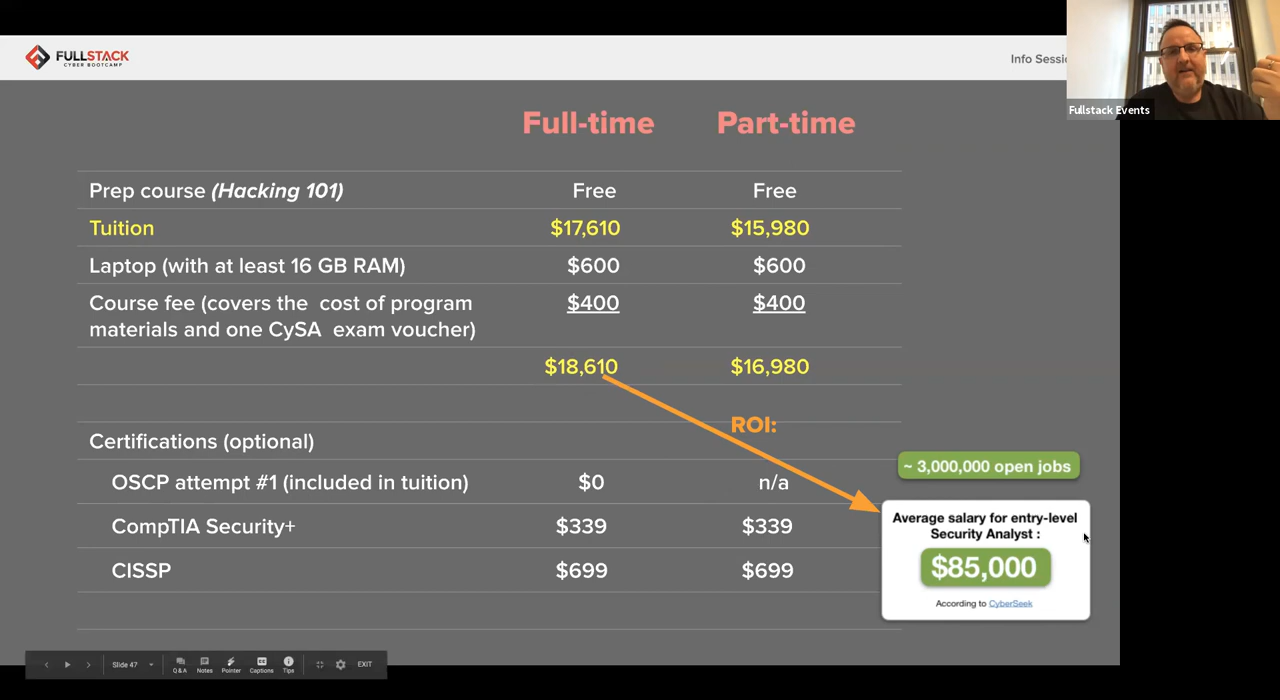 FULLSTACK
CYBER BOOTCAMP
Info Sessi
Fullstack Events
Full-time Part-time
Prep course (Hacking 101) Free Free
Tuition $17,610 $15,980
Laptop (with at least 16 GB RAM) $600 $600
Course fee (covers the cost of program $400 $400
materials and one CySA exam voucher)
$18,610 $16,980
ROI:
Certifications (optional)
~ 3,000,000 open jobs
OSCP attempt #1 (included in tuition) $0 n/a
CompTIA Security+ $339 $339
CISSP $699 $699
Average salary for entry-level
Security Analyst :
$85,000
According to CyberSeek
Slide 47
Q & A Notes Pointer Captions Tips EXIT